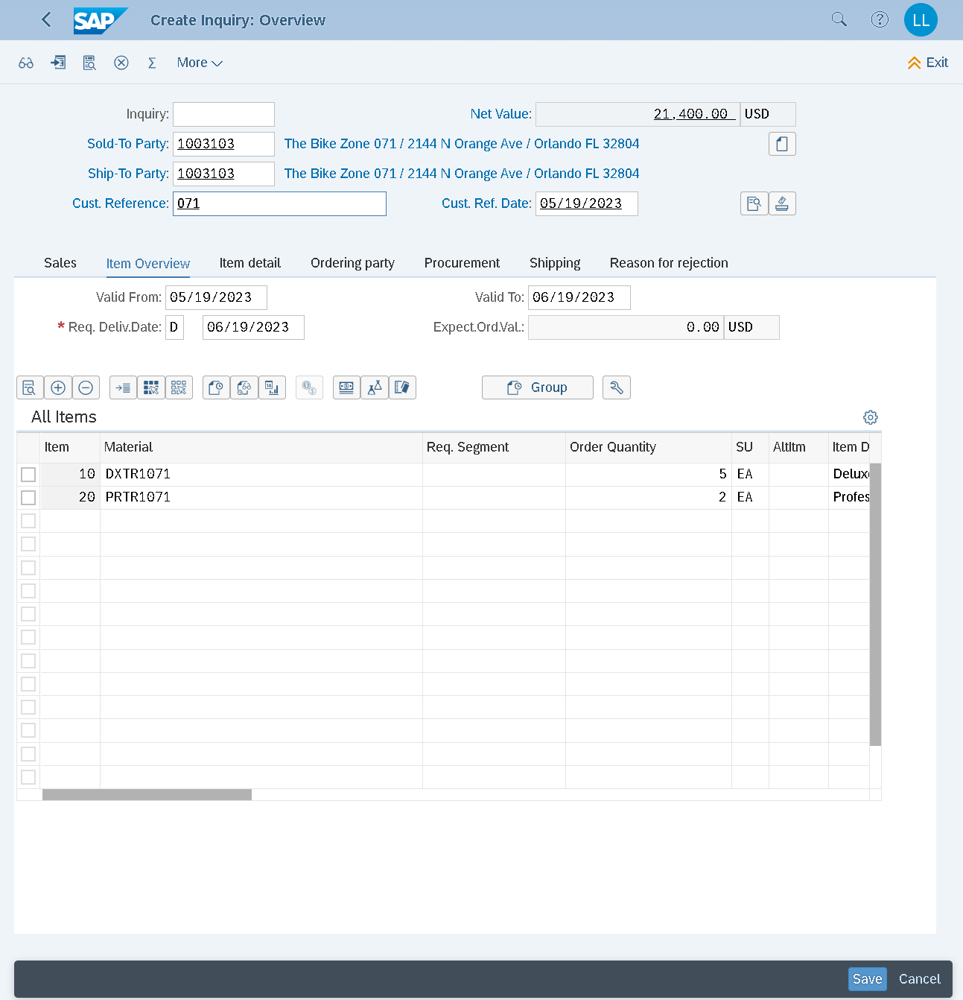 SAP Create Inquiry: Overview LL
More Exit
Inquiry: Net Value: 21,400.00 USD
Sold-To Party: 1003103 The Bike Zone 071 / 2144 N Orange Ave / Orlando FL 32804
Ship-To Party: 1003103 The Bike Zone 071 / 2144 N Orange Ave / Orlando FL 32804
Cust. Reference: 071 Cust. Ref. Date: 05/19/2023
Sales Item Overview Item detail Ordering party Procurement Shipping Reason for rejection
Valid From: 05/19/2023 Valid To: 06/19/2023
* Req. Deliv.Date: D 06/19/2023 Expect.Ord.Val.: 0.00 USD
Group
All Items
Item Material Req. Segment Order Quantity SU AltItm Item D
10 DXTR1071 5 EA Delux
20 PRTR1071 2 EA Profes
Save Cancel